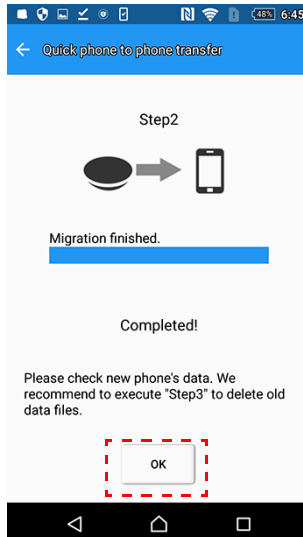 48% 6:45
Quick phone to phone transfer
Step2
Migration finished.
Completed!
Please check new phone's data. We
recommend to execute "Step3" to delete old
data files.
OK